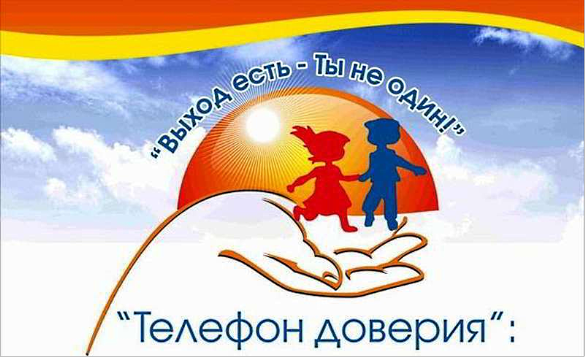 "Выход есть - Ты не один!"
"Телефон доверия":